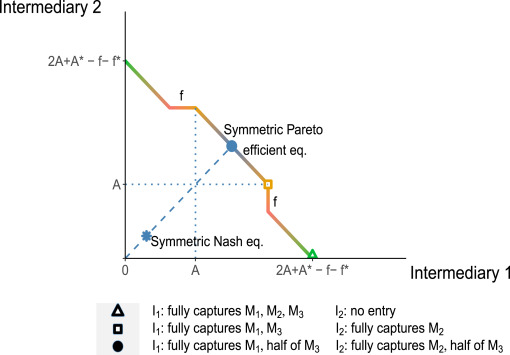 Intermediary 2
2A+A* − f− f*
f
Symmetric Pareto
efficient eq.
A
f
Symmetric Nash eq.
0
A
2A+A* − f− f*
Intermediary 1
I₁: fully captures M₁, M₂, M₃ I₂: no entry
I₁: fully captures M₁, M₃ I₂: fully captures M₂
I₁: fully captures M₁, half of M₃ I₂: fully captures M₂, half of M₃